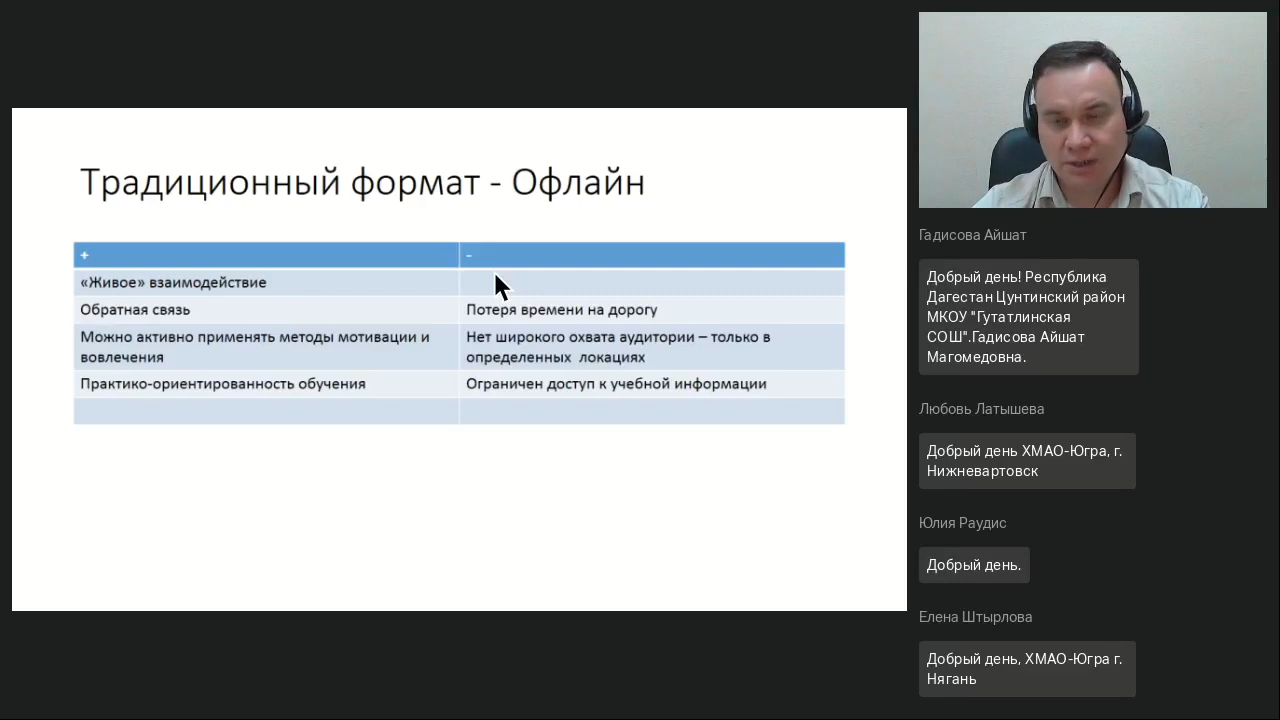 Традиционный формат - Офлайн
+
-
«Живое» взаимодействие
Обратная связь
Потеря времени на дорогу
Можно активно применять методы мотивации и
вовлечения
Нет широкого охвата аудитории – только в
определенных локациях
Практико-ориентированность обучения
Ограничен доступ к учебной информации
Гадисова Айшат
Добрый день! Республика
Дагестан Цунтинский район
МКОУ "Гутатлинская
СОШ".Гадисова Айшат
Магомедовна.
Любовь Латышева
Добрый день ХМАО-Югра, г.
Нижневартовск
Юлия Раудис
Добрый день.
Елена Штырлова
Добрый день, ХМАО-Югра г.
Нягань